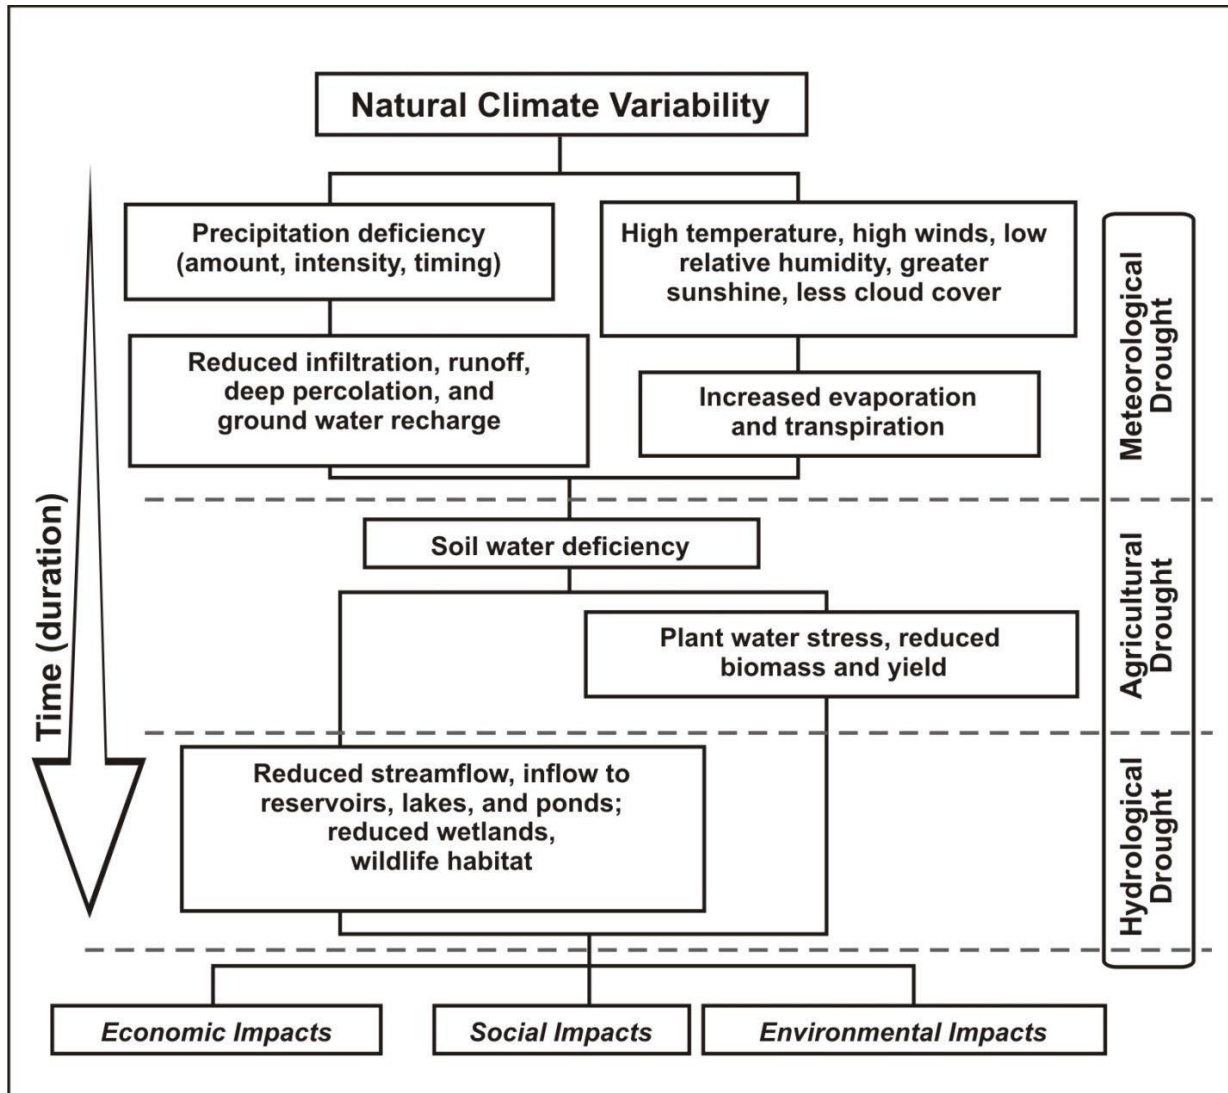 Natural Climate Variability
Precipitation deficiency
(amount, intensity, timing)
High temperature, high winds, low
relative humidity, greater
sunshine, less cloud cover
Reduced infiltration, runoff,
deep percolation, and
ground water recharge
Increased evaporation
and transpiration
Meteorological
Drought
Time (duration)
Soil water deficiency
Plant water stress, reduced
biomass and yield
Agricultural
Drought
Reduced streamflow, inflow to
reservoirs, lakes, and ponds;
reduced wetlands,
wildlife habitat
Hydrological
Drought
Economic Impacts
Social Impacts
Environmental Impacts